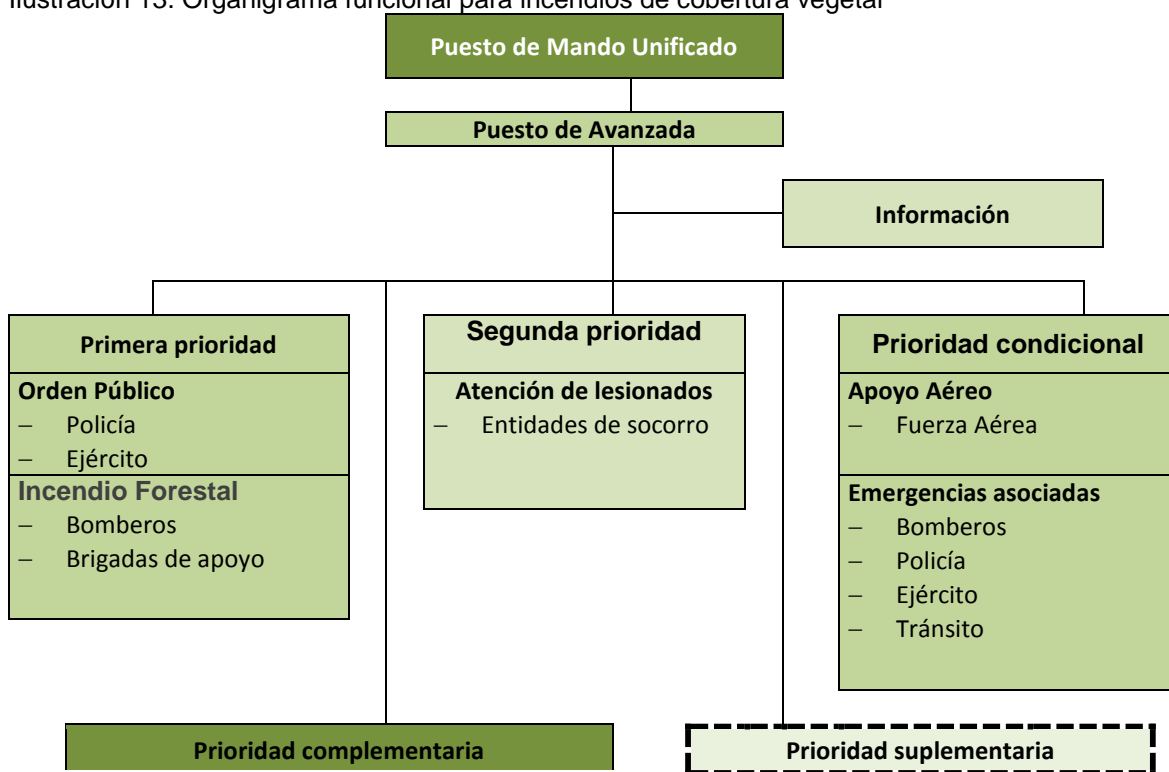 Ilustración 13. Organigrama funcional para incendios de cobertura vegetal
Puesto de Mando Unificado
Puesto de Avanzada
Información
Primera prioridad
Orden Público
– Policía
– Ejército
Incendio Forestal
– Bomberos
– Brigadas de apoyo
Segunda prioridad
Atención de lesionados
– Entidades de socorro
Prioridad condicional
Apoyo Aéreo
– Fuerza Aérea
Emergencias asociadas
– Bomberos
– Policía
– Ejército
– Tránsito
Prioridad complementaria
Prioridad suplementaria